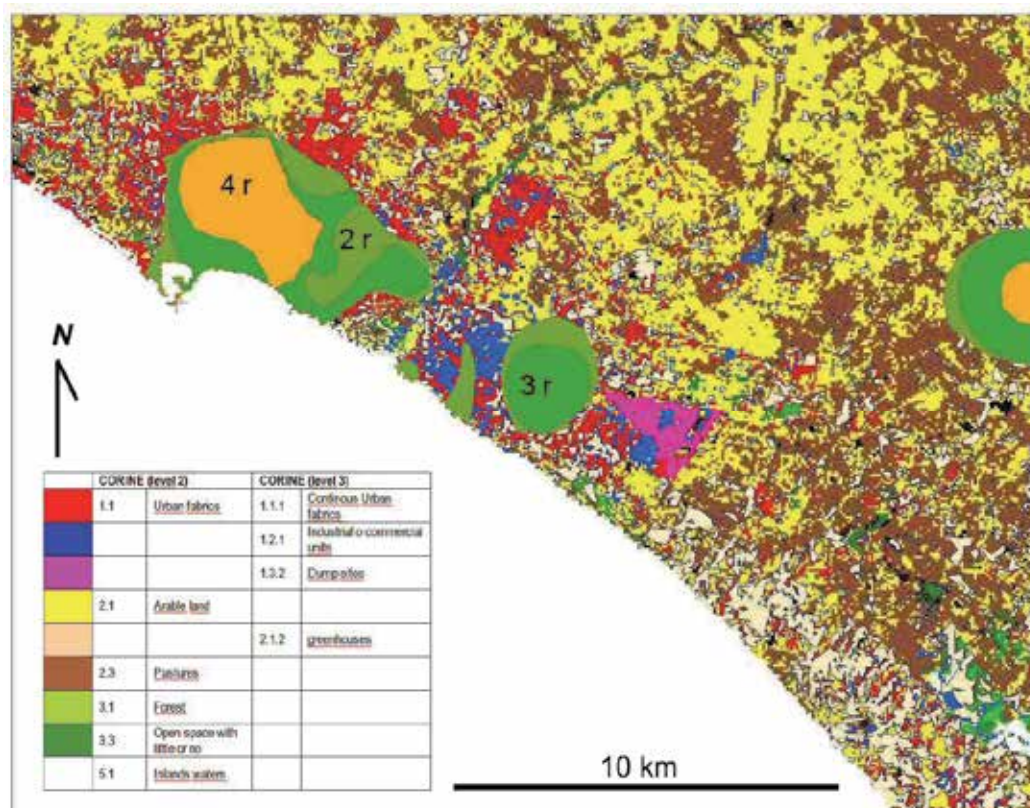 4 r
2 r
3 r
N
CORINE (level 2) CORINE (level 3)
1.1 Urban fabrics 1.1.1 Continous Urban
fabrics
1.2.1 Industrial o commercial
units
1.3.2 Dump sites
2.1 Arable land
2.1.2 greenhouses
2.3 Pastures
3.1 Forest
3.3 Open space with
little or no
5.1 Inlands waters
10 km